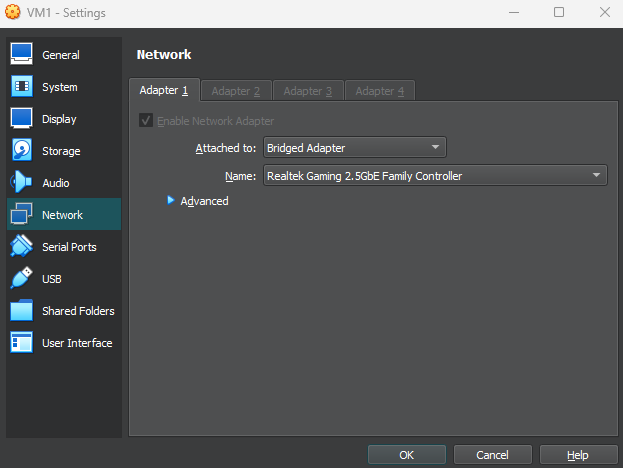 VM1 - Settings
General
System
Display
Storage
Audio
Network
Serial Ports
USB
Shared Folders
User Interface
Network
Adapter 1
Adapter 2
Adapter 3
Adapter 4
Enable Network Adapter
Attached to: Bridged Adapter
Name: Realtek Gaming 2.5GbE Family Controller
Advanced
OK
Cancel
Help